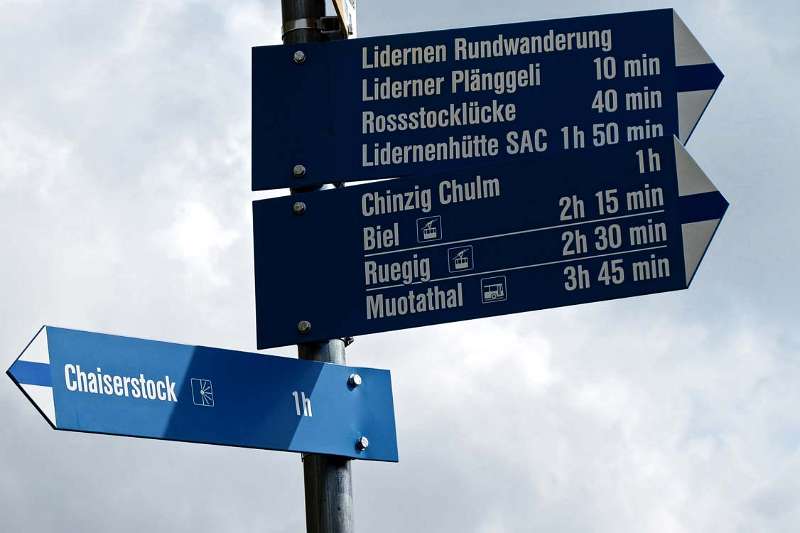 Lidernen Rundwanderung
Liderner Plänggeli 10 min
Rossstocklücke 40 min
Lidernenhütte SAC 1h 50 min
Chinzig Chulm 1h
Biel 2h 15 min
Ruegig 2h 30 min
Muotathal 3h 45 min
Chaiserstock 1h